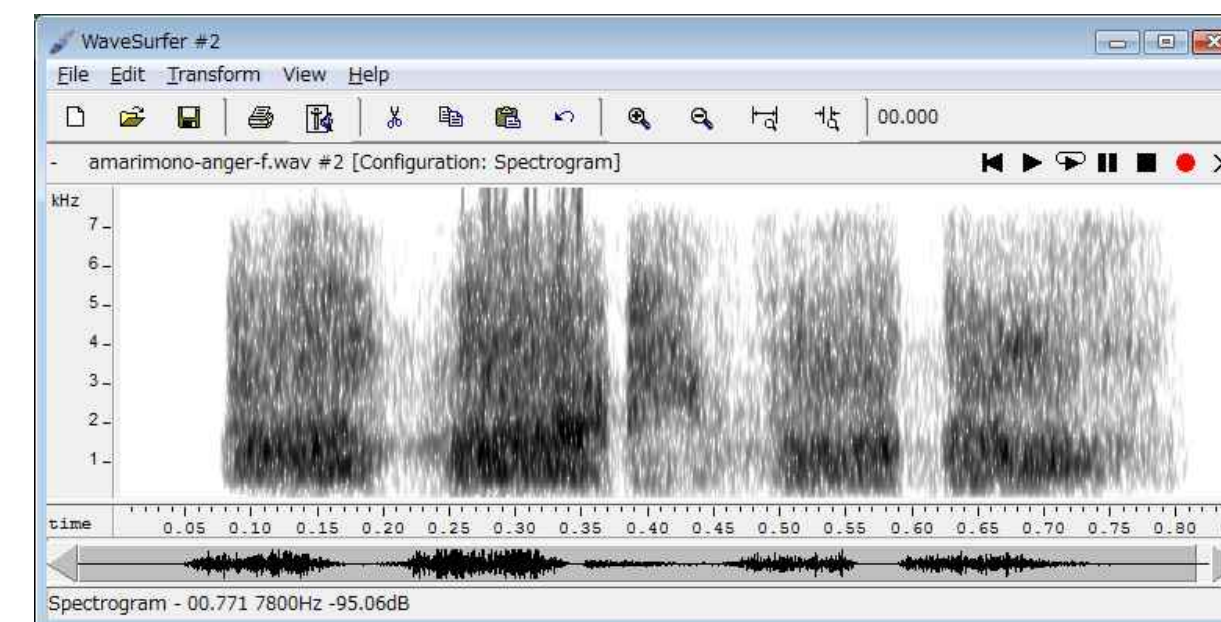 WaveSurfer #2
File Edit Transform View Help
00.000
- amarimono-anger-f.wav #2 [Configuration: Spectrogram]
kHz
7
6
5
4
3
2
1
time 0.05 0.10 0.15 0.20 0.25 0.30 0.35 0.40 0.45 0.50 0.55 0.60 0.65 0.70 0.75 0.80
Spectrogram - 00.771 7800Hz -95.06dB